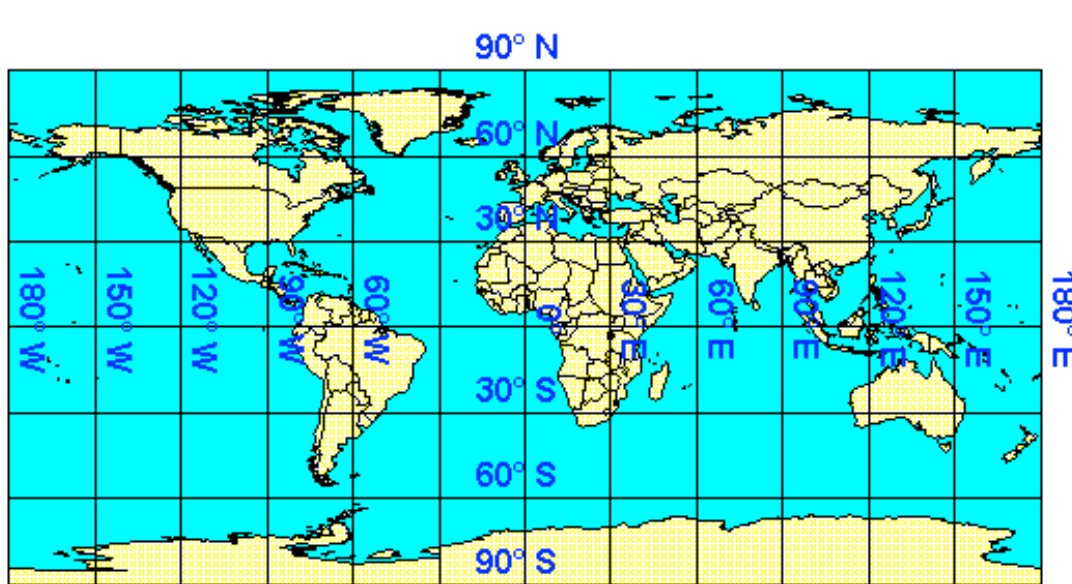 90° N
60° N
30° N
180° W
150° W
120° W
90° W
60° W
0°
30° E
60° E
90° E
120° E
150° E
180° E
30° S
60° S
90° S